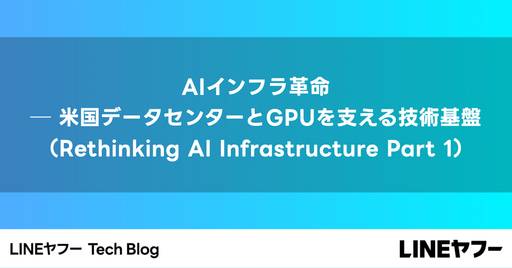 AIインフラ革命
― 米国データセンターとGPUを支える技術基盤
（Rethinking AI Infrastructure Part 1）
LINEヤフー Tech Blog
LINEヤフー